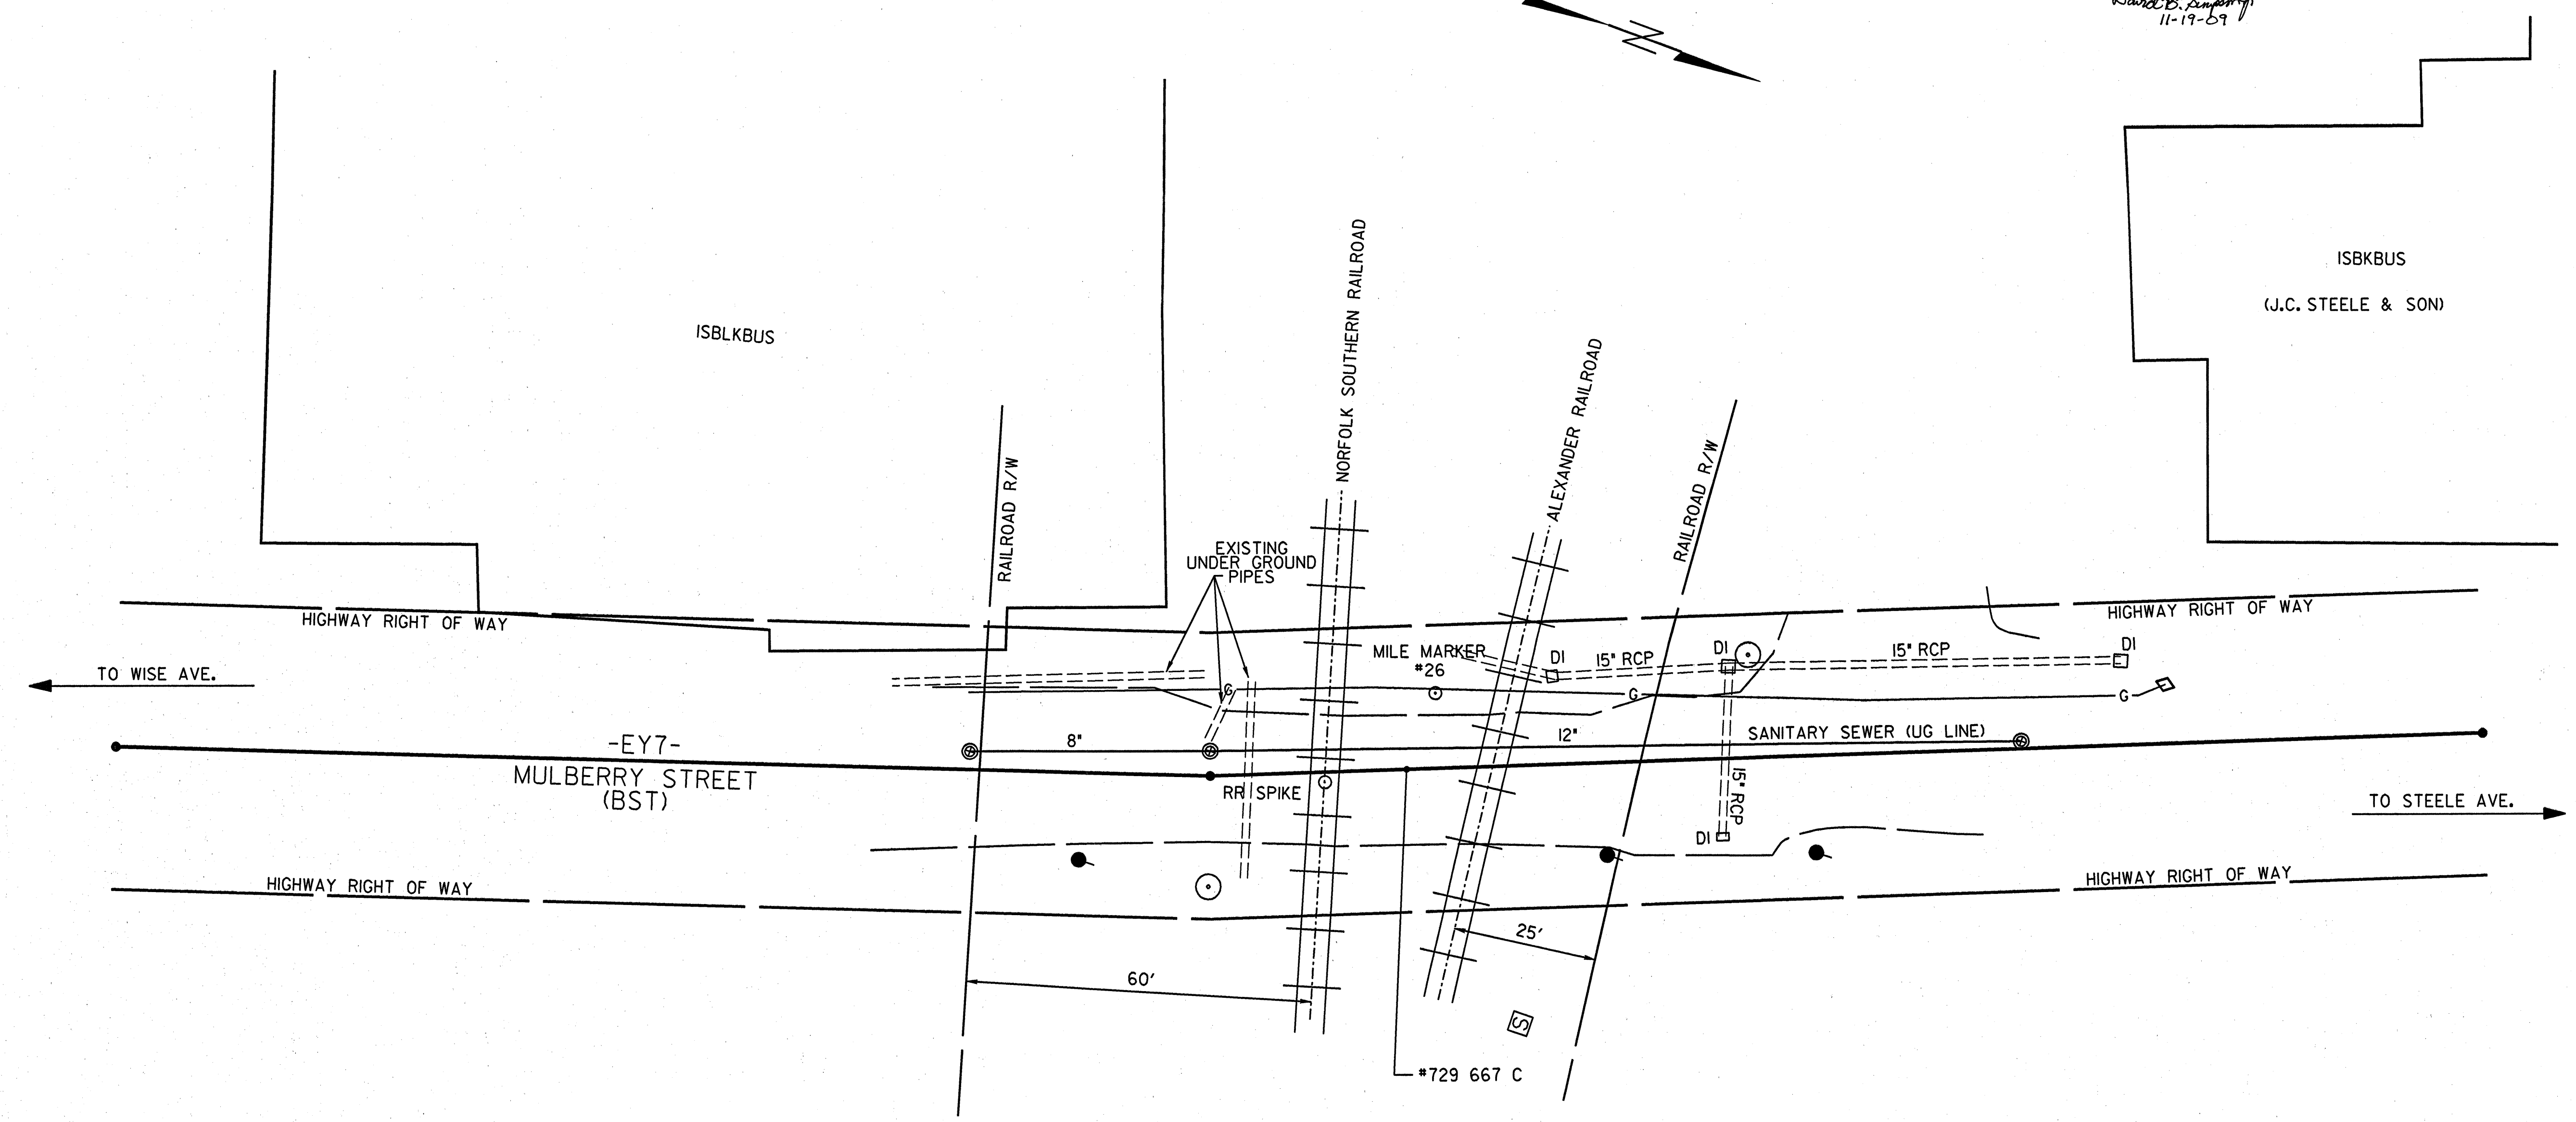 David B. Simpson Jr.
11-19-09
N
ISBLKBUS
ISBKBUS
(J.C. STEELE & SON)
NORFOLK SOUTHERN RAILROAD
ALEXANDER RAILROAD
RAILROAD R/W
RAILROAD R/W
EXISTING
UNDER GROUND
PIPES
HIGHWAY RIGHT OF WAY
HIGHWAY RIGHT OF WAY
MILE MARKER
#26
DI
15" RCP
DI
15" RCP
DI
TO WISE AVE.
G
G
G
-EY7-
8"
12"
SANITARY SEWER (UG LINE)
MULBERRY STREET
(BST)
RR SPIKE
15" RCP
DI
TO STEELE AVE.
HIGHWAY RIGHT OF WAY
HIGHWAY RIGHT OF WAY
25'
60'
S
#729 667 C